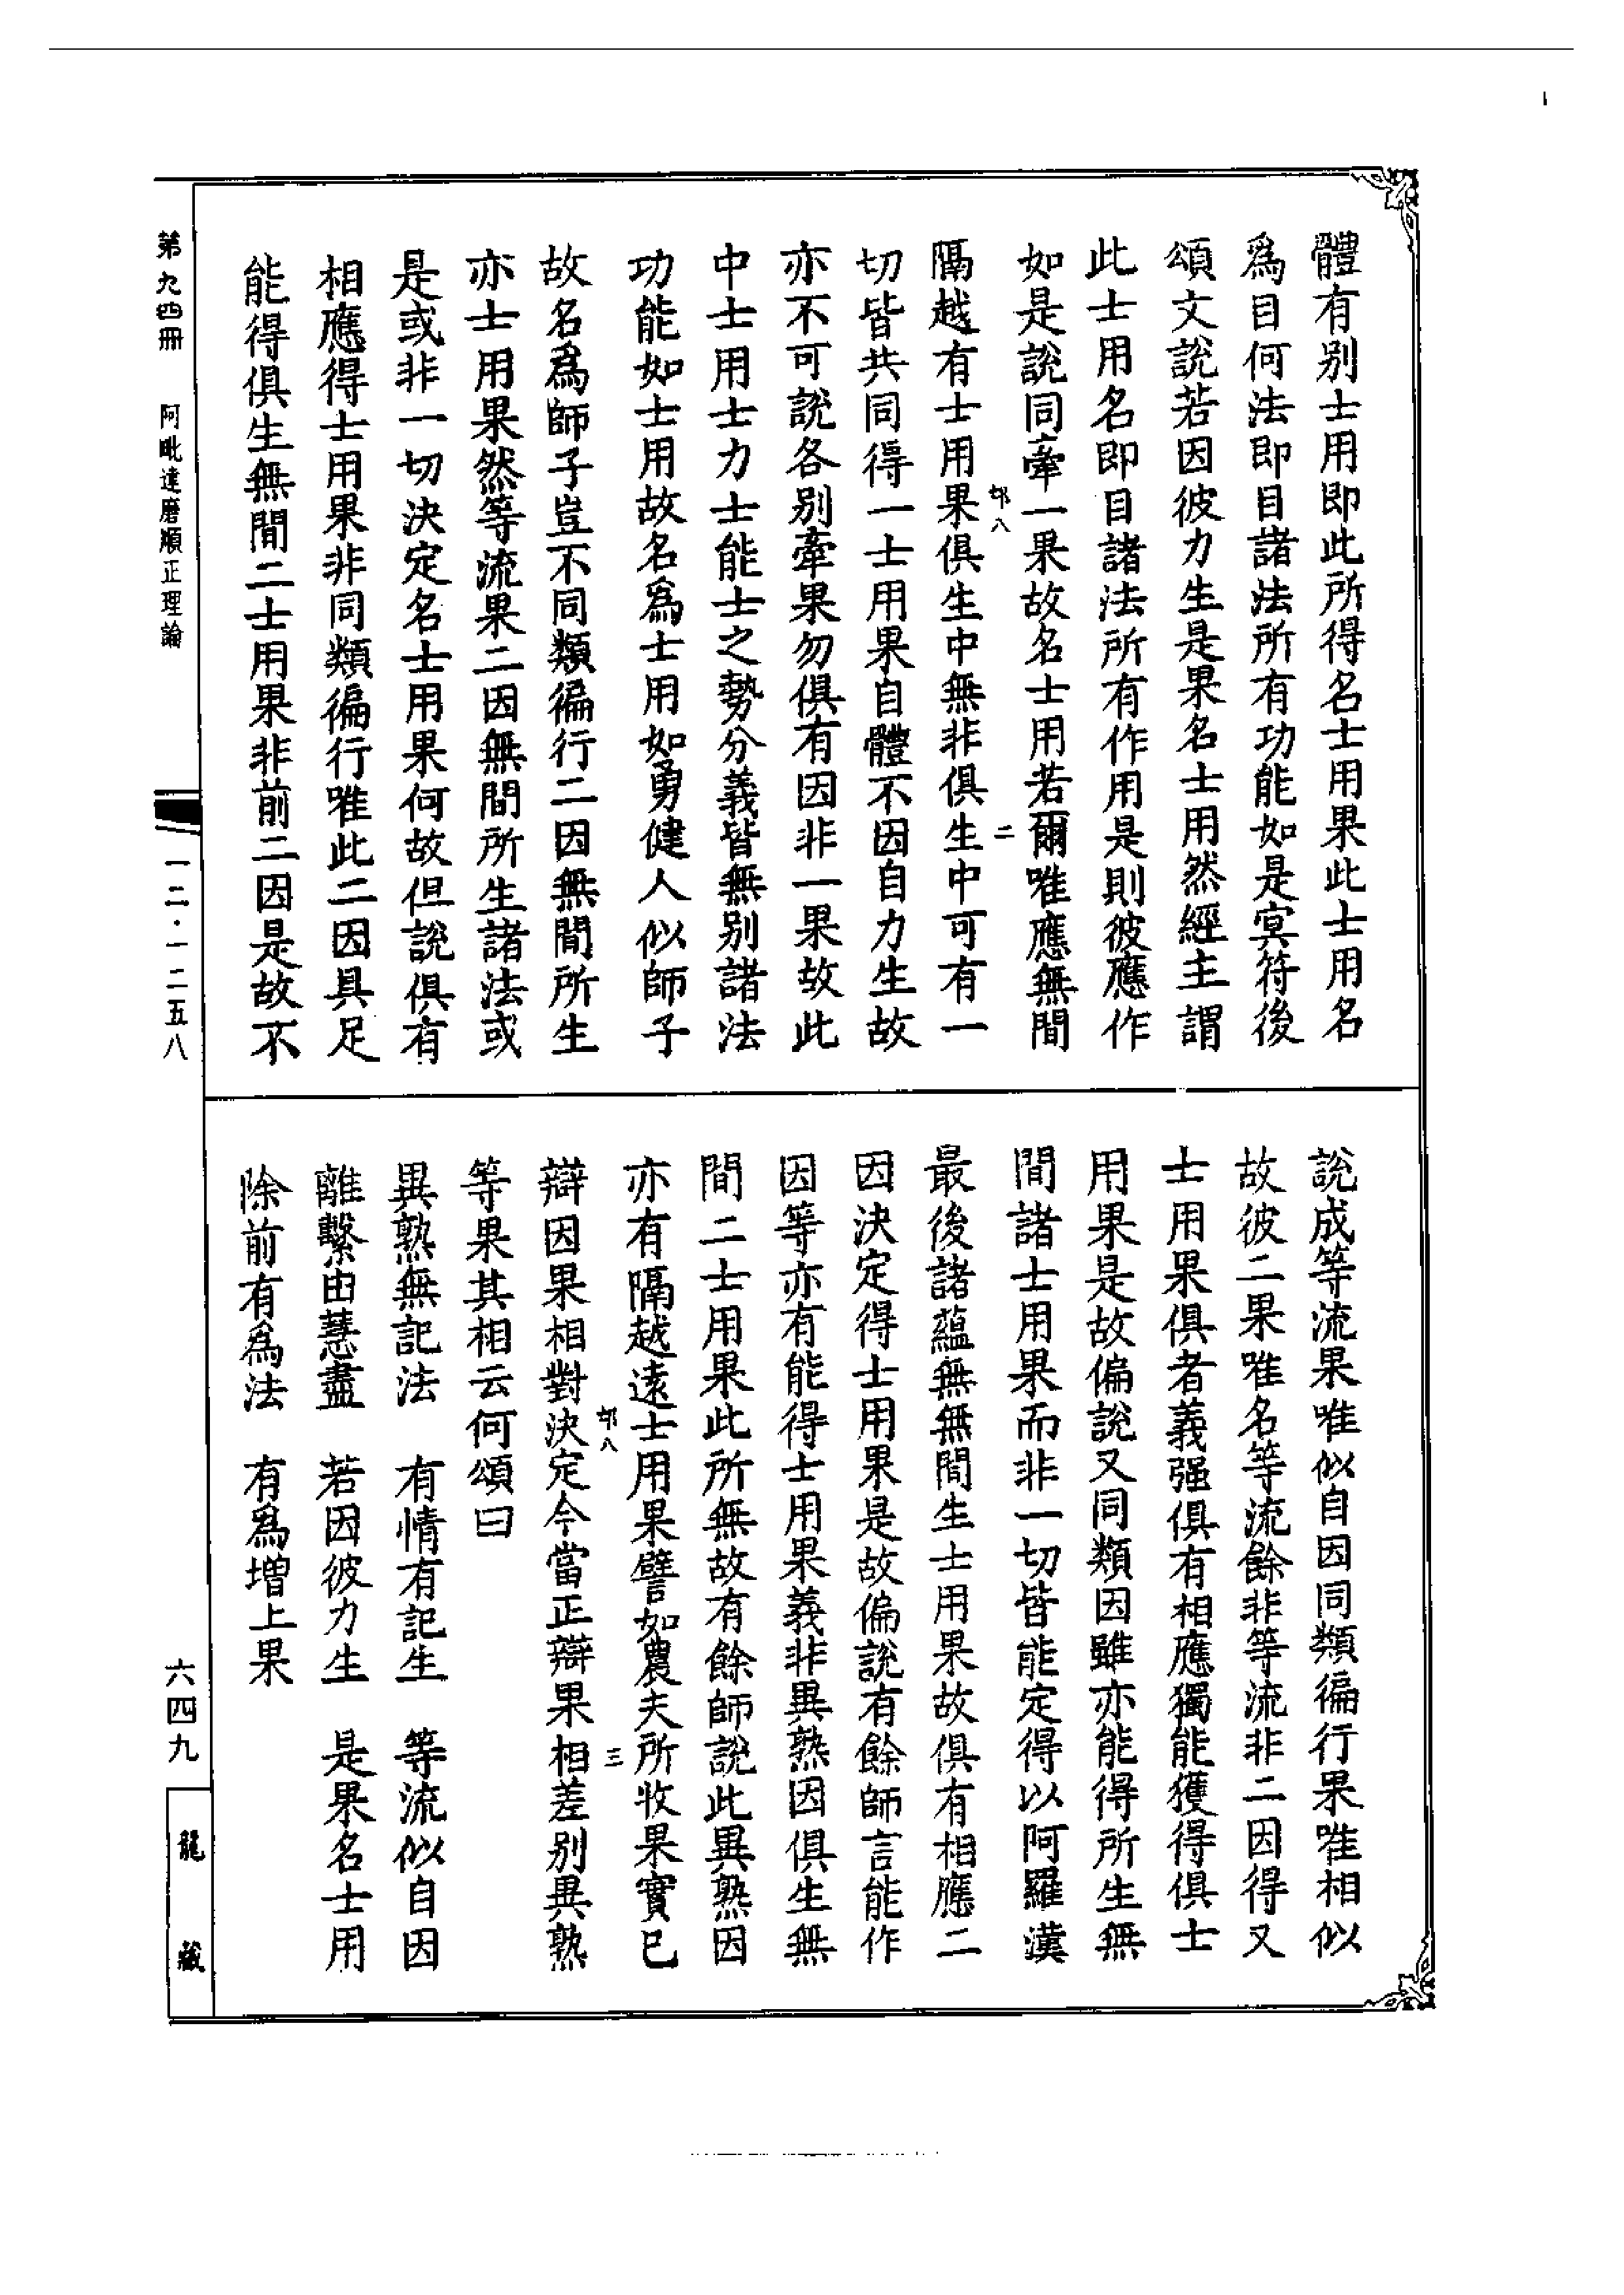 體有别士用即此所得名士用果此士用名
爲目何法即目諸法所有功能如是冥符後
頌文説若因彼力生是果名士用然經主謂
此士用名即目諸法所有作用是則彼應作
如是説同牽一果故名士用若爾唯應無間
隔越有士用果俱生中無非俱生中可有一
切皆共同得一士用果自體不因自力生故
亦不可説各别牽果勿俱有因非一果故此
中士用士力士能士之勢分義皆無别諸法
功能如士用故名爲士用如勇健人似師子
故名爲師子豈不同類徧行二因無間所生
亦士用果然等流果二因無間所生諸法或
是或非一切決定名士用果何故但説俱有
相應得士用果非同類徧行唯此二因具足
能得俱生無間二士用果非前二因是故不
説成等流果唯似自因同類徧行果唯相似
故彼二果唯名等流餘非等流非二因得又
士用果俱者義强俱有相應獨能獲得俱士
用果是故偏説又同類因雖亦能得所生無
間諸士用果而非一切皆能定得以阿羅漢
最後諸蘊無無間生士用果故俱有相應二
因決定得士用果是故偏説有餘師言能作
因等亦有能得士用果義非異熟因俱生無
間二士用果此所無故有餘師説此異熟因
亦有隔越遠士用果譬如農夫所收果實已
辯因果相對決定今當正辯果相差别異熟
等果其相云何頌曰
異熟無記法　有情有記生　等流似自因
離繫由慧盡　若因彼力生　是果名士用
除前有爲法　有爲增上果
邨八
二
邨八
三
第九四冊　阿毗達磨順正理論
一二·一二五八
六四九
龍藏